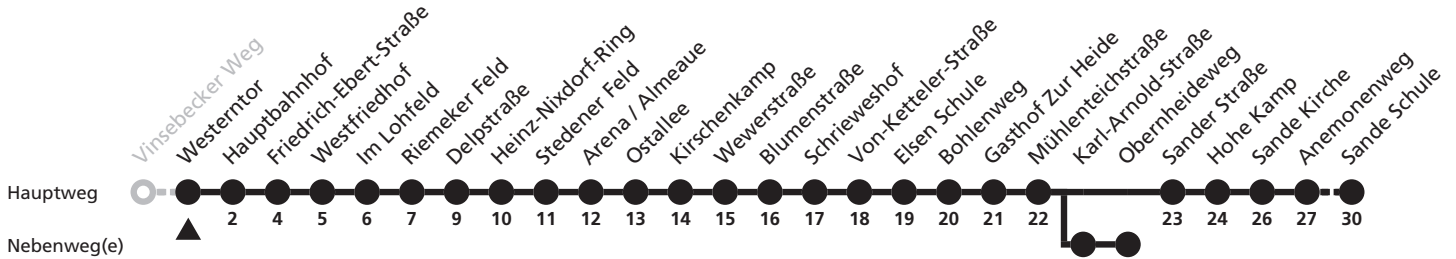 Vinsebecker Weg
Westerntor
Hauptbahnhof
Friedrich-Ebert-Straße
Westfriedhof
Im Lohfeld
Riemeker Feld
Delpstraße
Heinz-Nixdorf-Ring
Stedener Feld
Arena / Almeaue
Ostallee
Kirschenkamp
Wewerstraße
Blumenstraße
Schrieweshof
Von-Ketteler-Straße
Elsen Schule
Bohlenweg
Gasthof Zur Heide
Mühlenteichstraße
Karl-Arnold-Straße
Obernheideweg
Sander Straße
Hohe Kamp
Sande Kirche
Anemonenweg
Sande Schule
Hauptweg
2 4 5 6 7 9 10 11 12 13 14 15 16 17 18 19 20 21 22 23 24 26 27 30
Nebenweg(e)